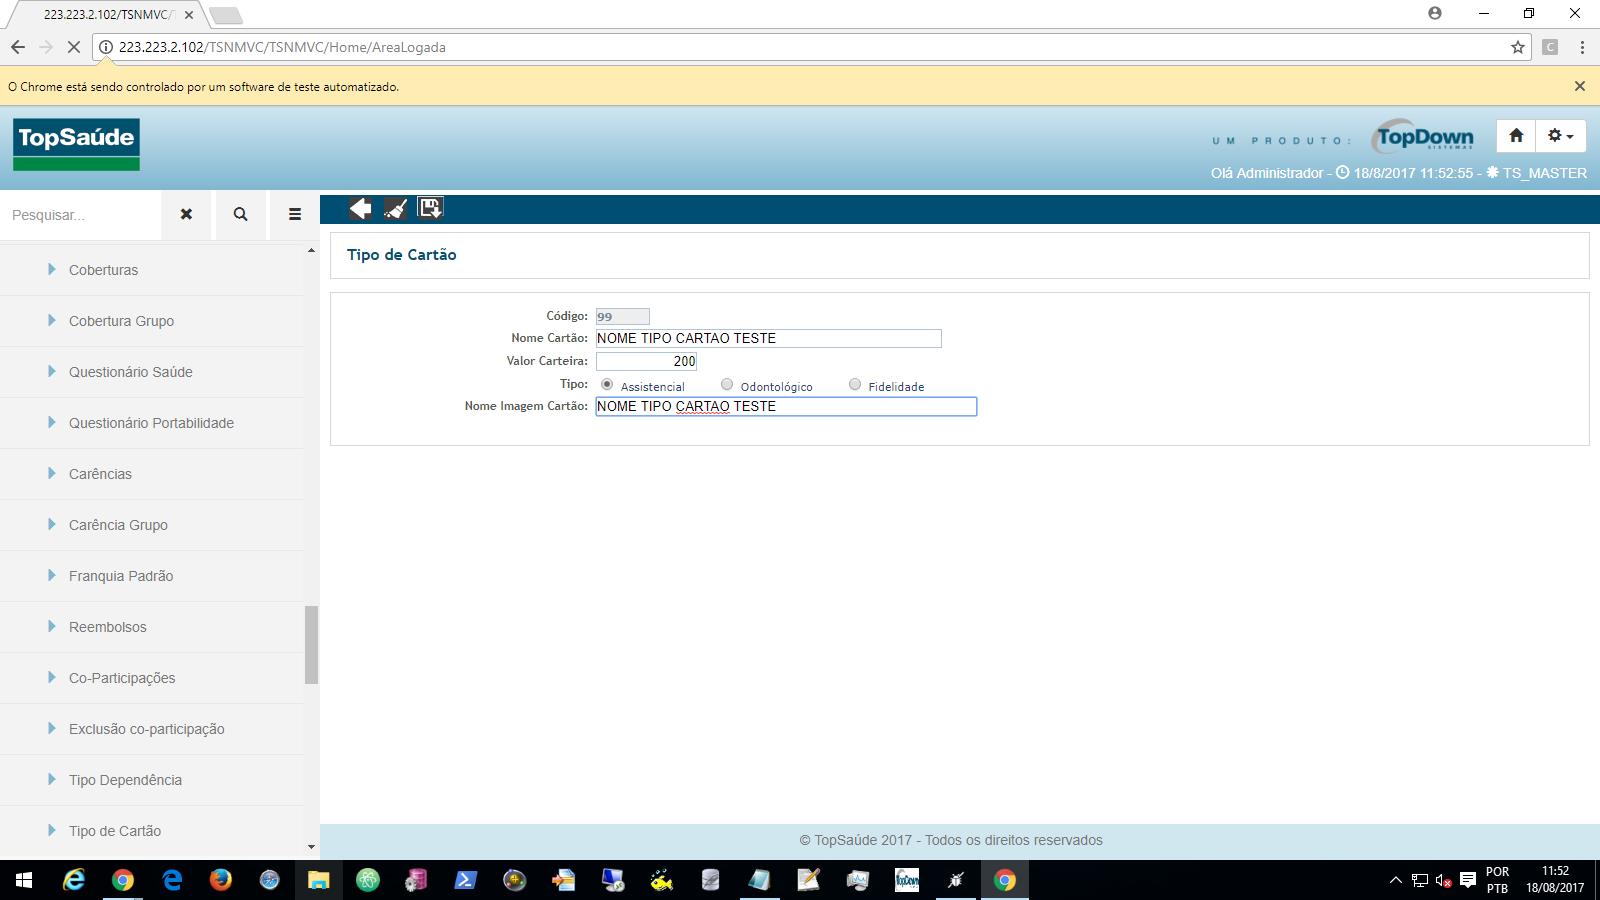 223.223.2.102/TSNMVC/T
223.223.2.102/TSNMVC/TSNMVC/Home/AreaLogada
C
O Chrome está sendo controlado por um software de teste automatizado.
TopSaúde
UM PRODUTO:
TopDown
SISTEMAS
Olá Administrador - 18/8/2017 11:52:55 - TS_MASTER
Pesquisar...
Tipo de Cartão
Coberturas
Cobertura Grupo
Questionário Saúde
Questionário Portabilidade
Carências
Carência Grupo
Franquia Padrão
Reembolsos
Co-Participações
Exclusão co-participação
Tipo Dependência
Tipo de Cartão
Código: 99
Nome Cartão: NOME TIPO CARTAO TESTE
Valor Carteira: 200
Tipo: Assistencial Odontológico Fidelidade
Nome Imagem Cartão: NOME TIPO CARTAO TESTE
© TopSaúde 2017 - Todos os direitos reservados
TopDown
POR
PTB
11:52
18/08/2017